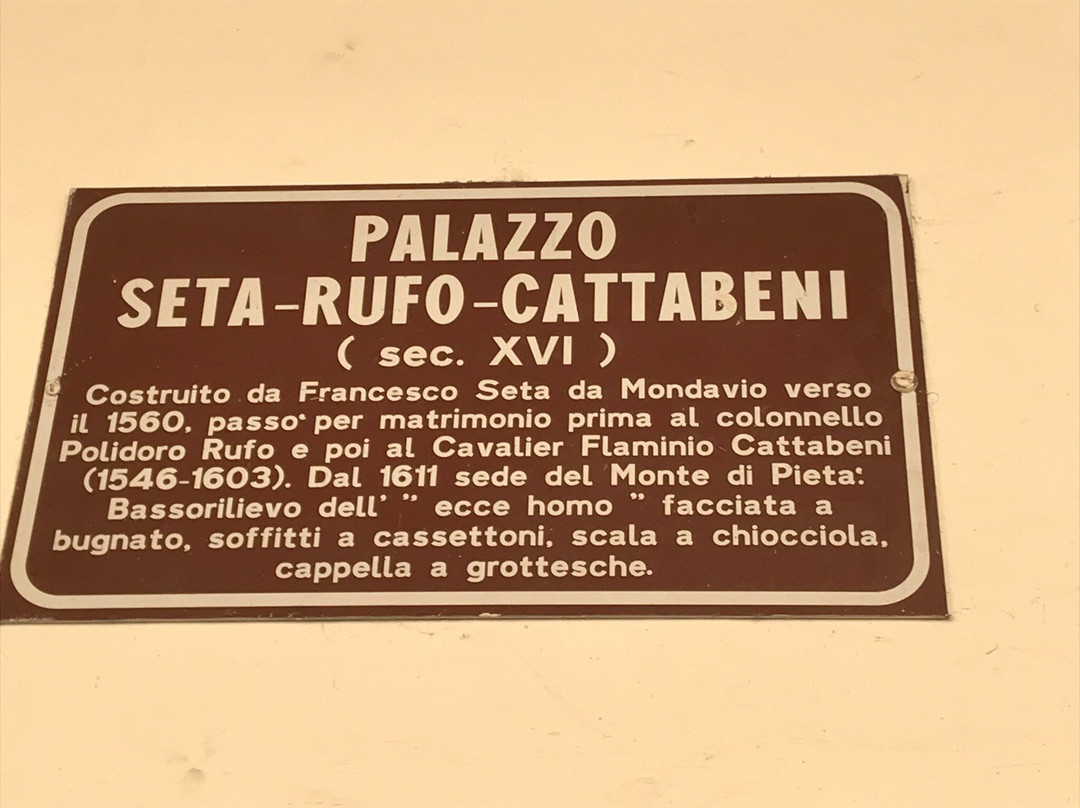 PALAZZO
SETA-RUFO-CATTABENI
( sec. XVI )
Costruito da Francesco Seta da Mondavio verso
il 1560, passo' per matrimonio prima al colonnello
Polidoro Rufo e poi al Cavalier Flaminio Cattabeni
(1546-1603). Dal 1611 sede del Monte di Pieta':
Bassorilievo dell' " ecce homo " facciata a
bugnato, soffitti a cassettoni, scala a chiocciola,
cappella a grottesche.